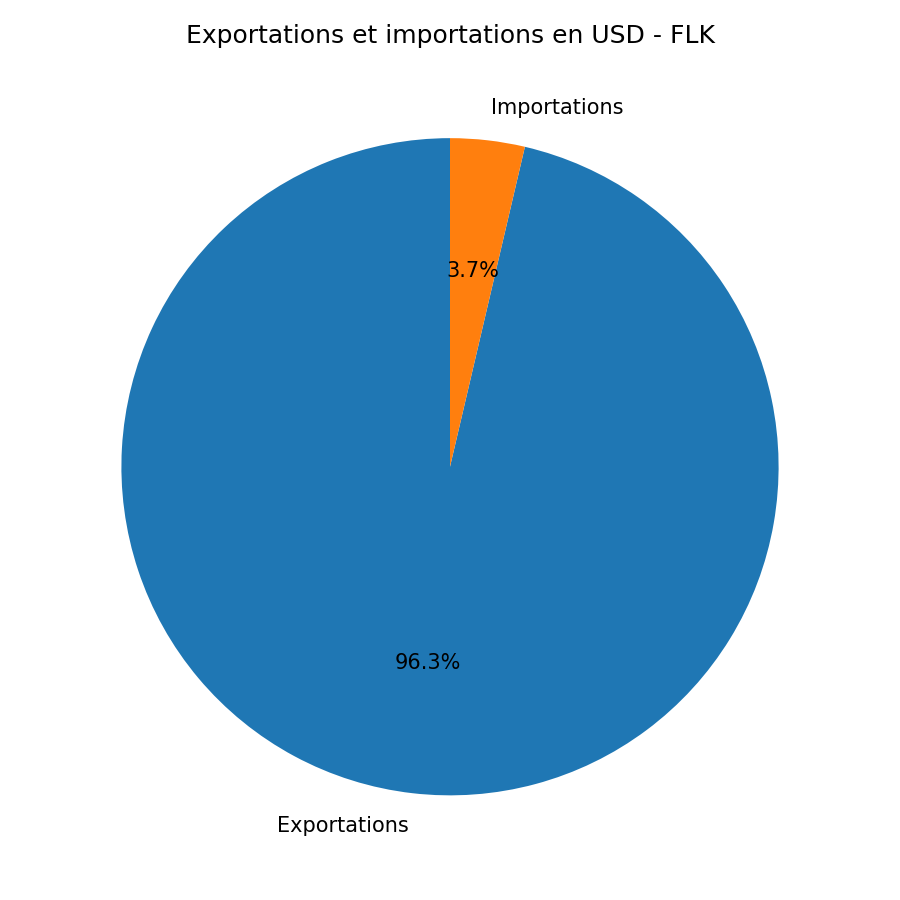 Exportations et importations en USD - FLK
Importations
3.7%
96.3%
Exportations